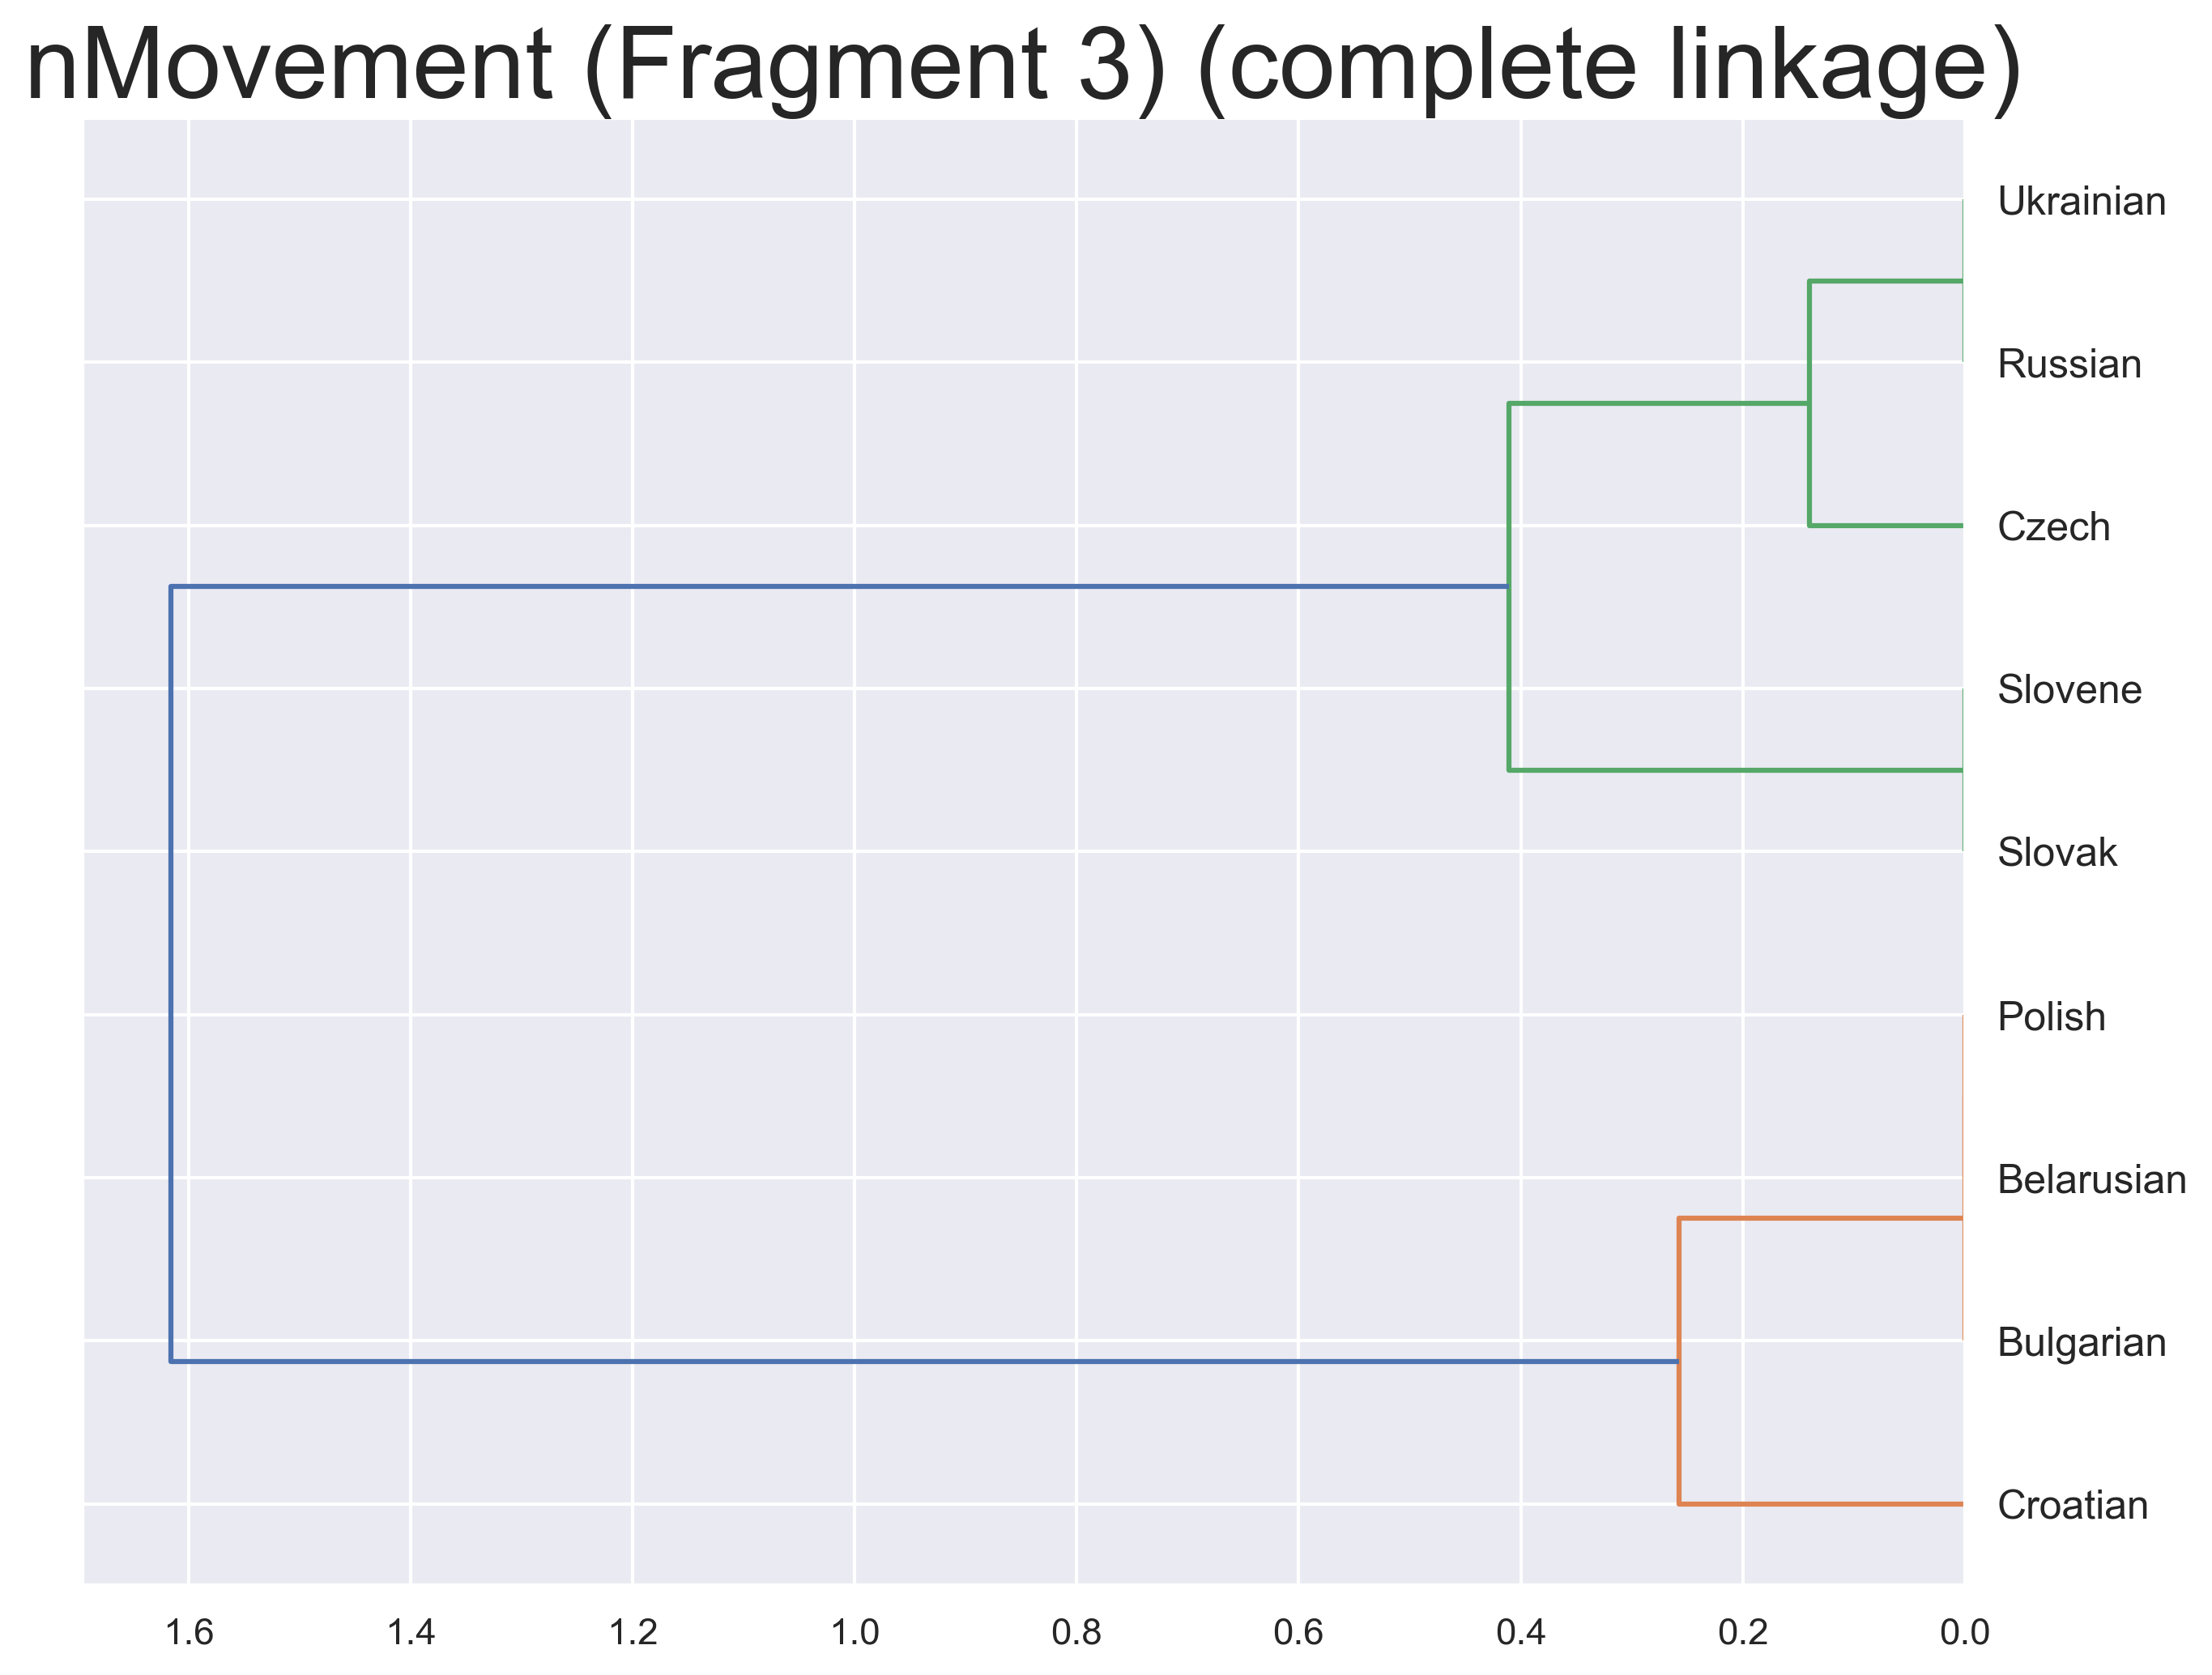 nMovement (Fragment 3) (complete linkage)
Ukrainian
Russian
Czech
Slovene
Slovak
Polish
Belarusian
Bulgarian
Croatian
1.6 1.4 1.2 1.0 0.8 0.6 0.4 0.2 0.0